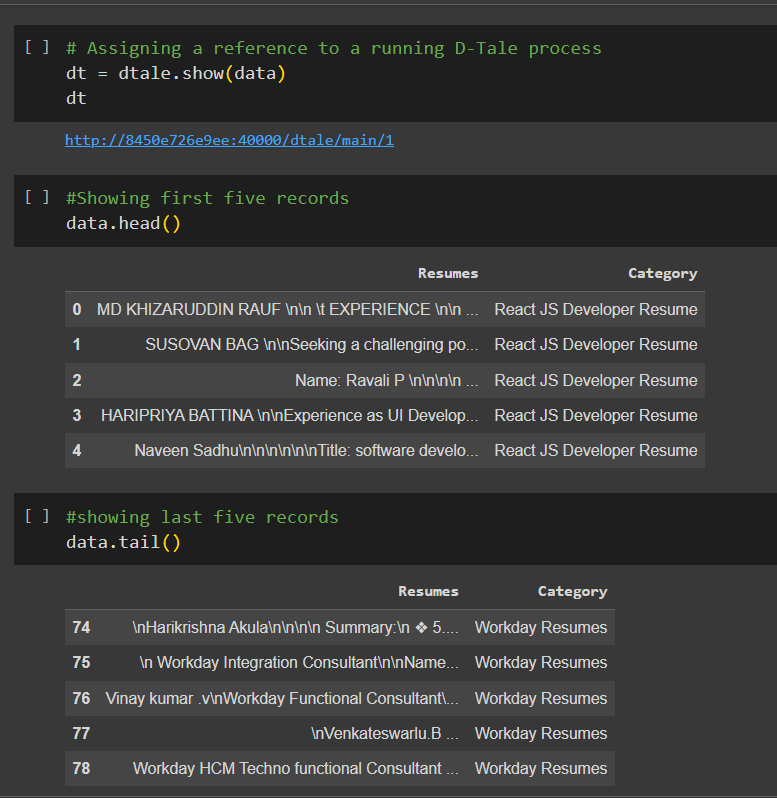 [ ] # Assigning a reference to a running D-Tale process
dt = dtale.show(data)
dt
http://8450e726e9ee:40000/dtale/main/1
[ ] #Showing first five records
data.head()
Resumes Category
0 MD KHIZARUDDIN RAUF \n\n \t EXPERIENCE \n\n ... React JS Developer Resume
1 SUSOVAN BAG \n\nSeeking a challenging po... React JS Developer Resume
2 Name: Ravali P \n\n\n\n ... React JS Developer Resume
3 HARIPRIYA BATTINA \n\nExperience as UI Develop... React JS Developer Resume
4 Naveen Sadhu\n\n\n\n\n\nTitle: software develo... React JS Developer Resume
[ ] #showing last five records
data.tail()
Resumes Category
74 \nHarikrishna Akula\n\n\n\n Summary:\n ❖ 5.... Workday Resumes
75 \n Workday Integration Consultant\n\nName... Workday Resumes
76 Vinay kumar .v\nWorkday Functional Consultant\... Workday Resumes
77 \nVenkateswarlu.B ... Workday Resumes
78 Workday HCM Techno functional Consultant ... Workday Resumes